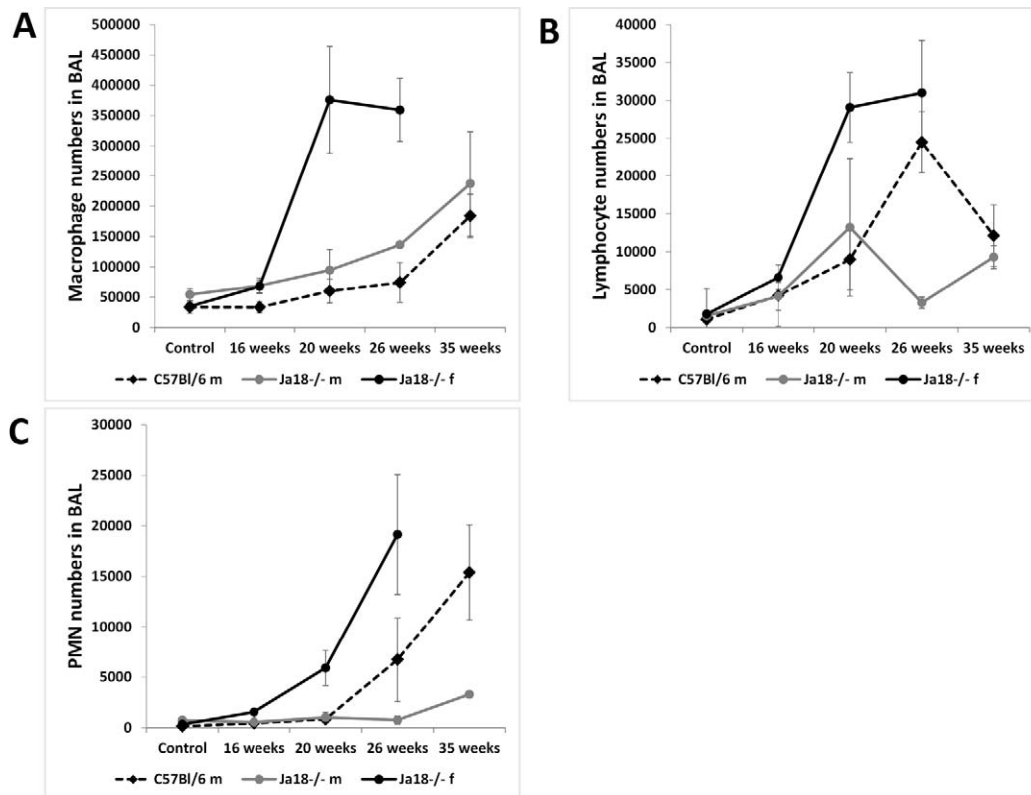 A
Macrophage numbers in BAL
500000
450000
400000
350000
300000
250000
200000
150000
100000
50000
0
Control 16 weeks 20 weeks 26 weeks 35 weeks
C57Bl/6 m Ja18-/- m Ja18-/- f
B
Lymphocyte numbers in BAL
40000
35000
30000
25000
20000
15000
10000
5000
0
Control 16 weeks 20 weeks 26 weeks 35 weeks
C57Bl/6 m Ja18-/- m Ja18-/- f
C
PMN numbers in BAL
30000
25000
20000
15000
10000
5000
0
Control 16 weeks 20 weeks 26 weeks 35 weeks
C57Bl/6 m Ja18-/- m Ja18-/- f